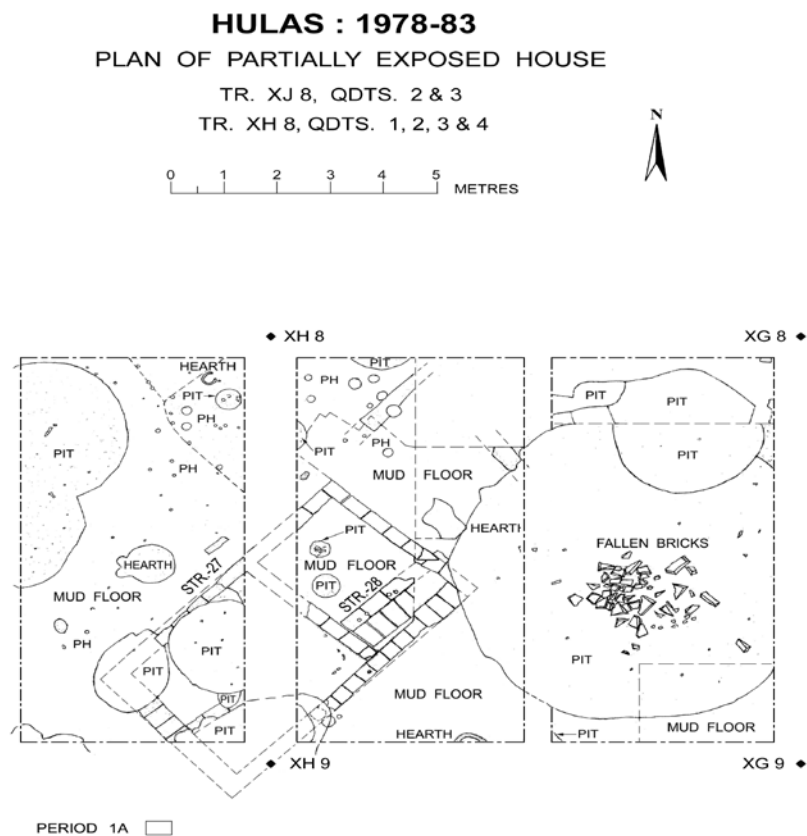 HULAS : 1978-83
PLAN OF PARTIALLY EXPOSED HOUSE
TR. XJ 8, QDTS. 2 & 3
TR. XH 8, QDTS. 1, 2, 3 & 4
N
0 1 2 3 4 5 METRES
XH 8
XG 8
HEARTH
PIT
PH
PIT
PH
HEARTH
MUD FLOOR
PH
STR.-27
PIT
PIT
PIT
PIT
PIT
PH
PIT
PH
MUD FLOOR
HEARTH
PIT
MUD FLOOR
PIT
STR.-28
MUD FLOOR
HEARTH
PIT
PIT
PIT
FALLEN BRICKS
PIT
MUD FLOOR
PIT
XH 9
XG 9
PERIOD 1A